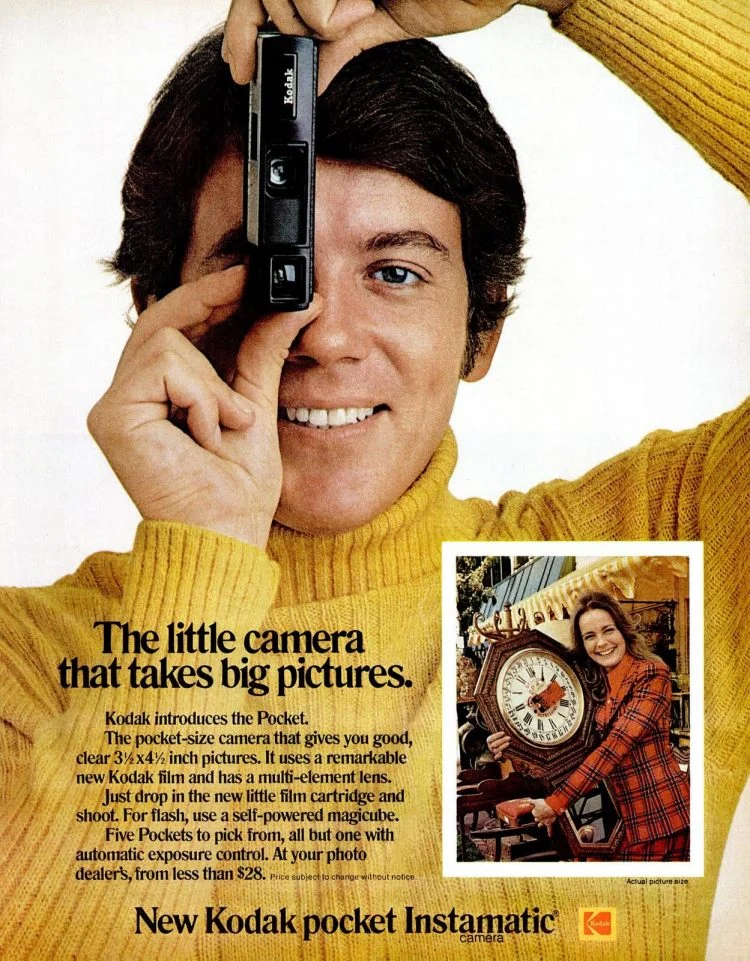 Kodak
The little camera
that takes big pictures.
Kodak introduces the Pocket.
The pocket-size camera that gives you good,
clear 3½x4½ inch pictures. It uses a remarkable
new Kodak film and has a multi-element lens.
Just drop in the new little film cartridge and
shoot. For flash, use a self-powered magicube.
Five Pockets to pick from, all but one with
automatic exposure control. At your photo
dealer's, from less than $28. Price subject to change without notice.
Actual picture size
New Kodak pocket Instamatic®
camera
Kodak